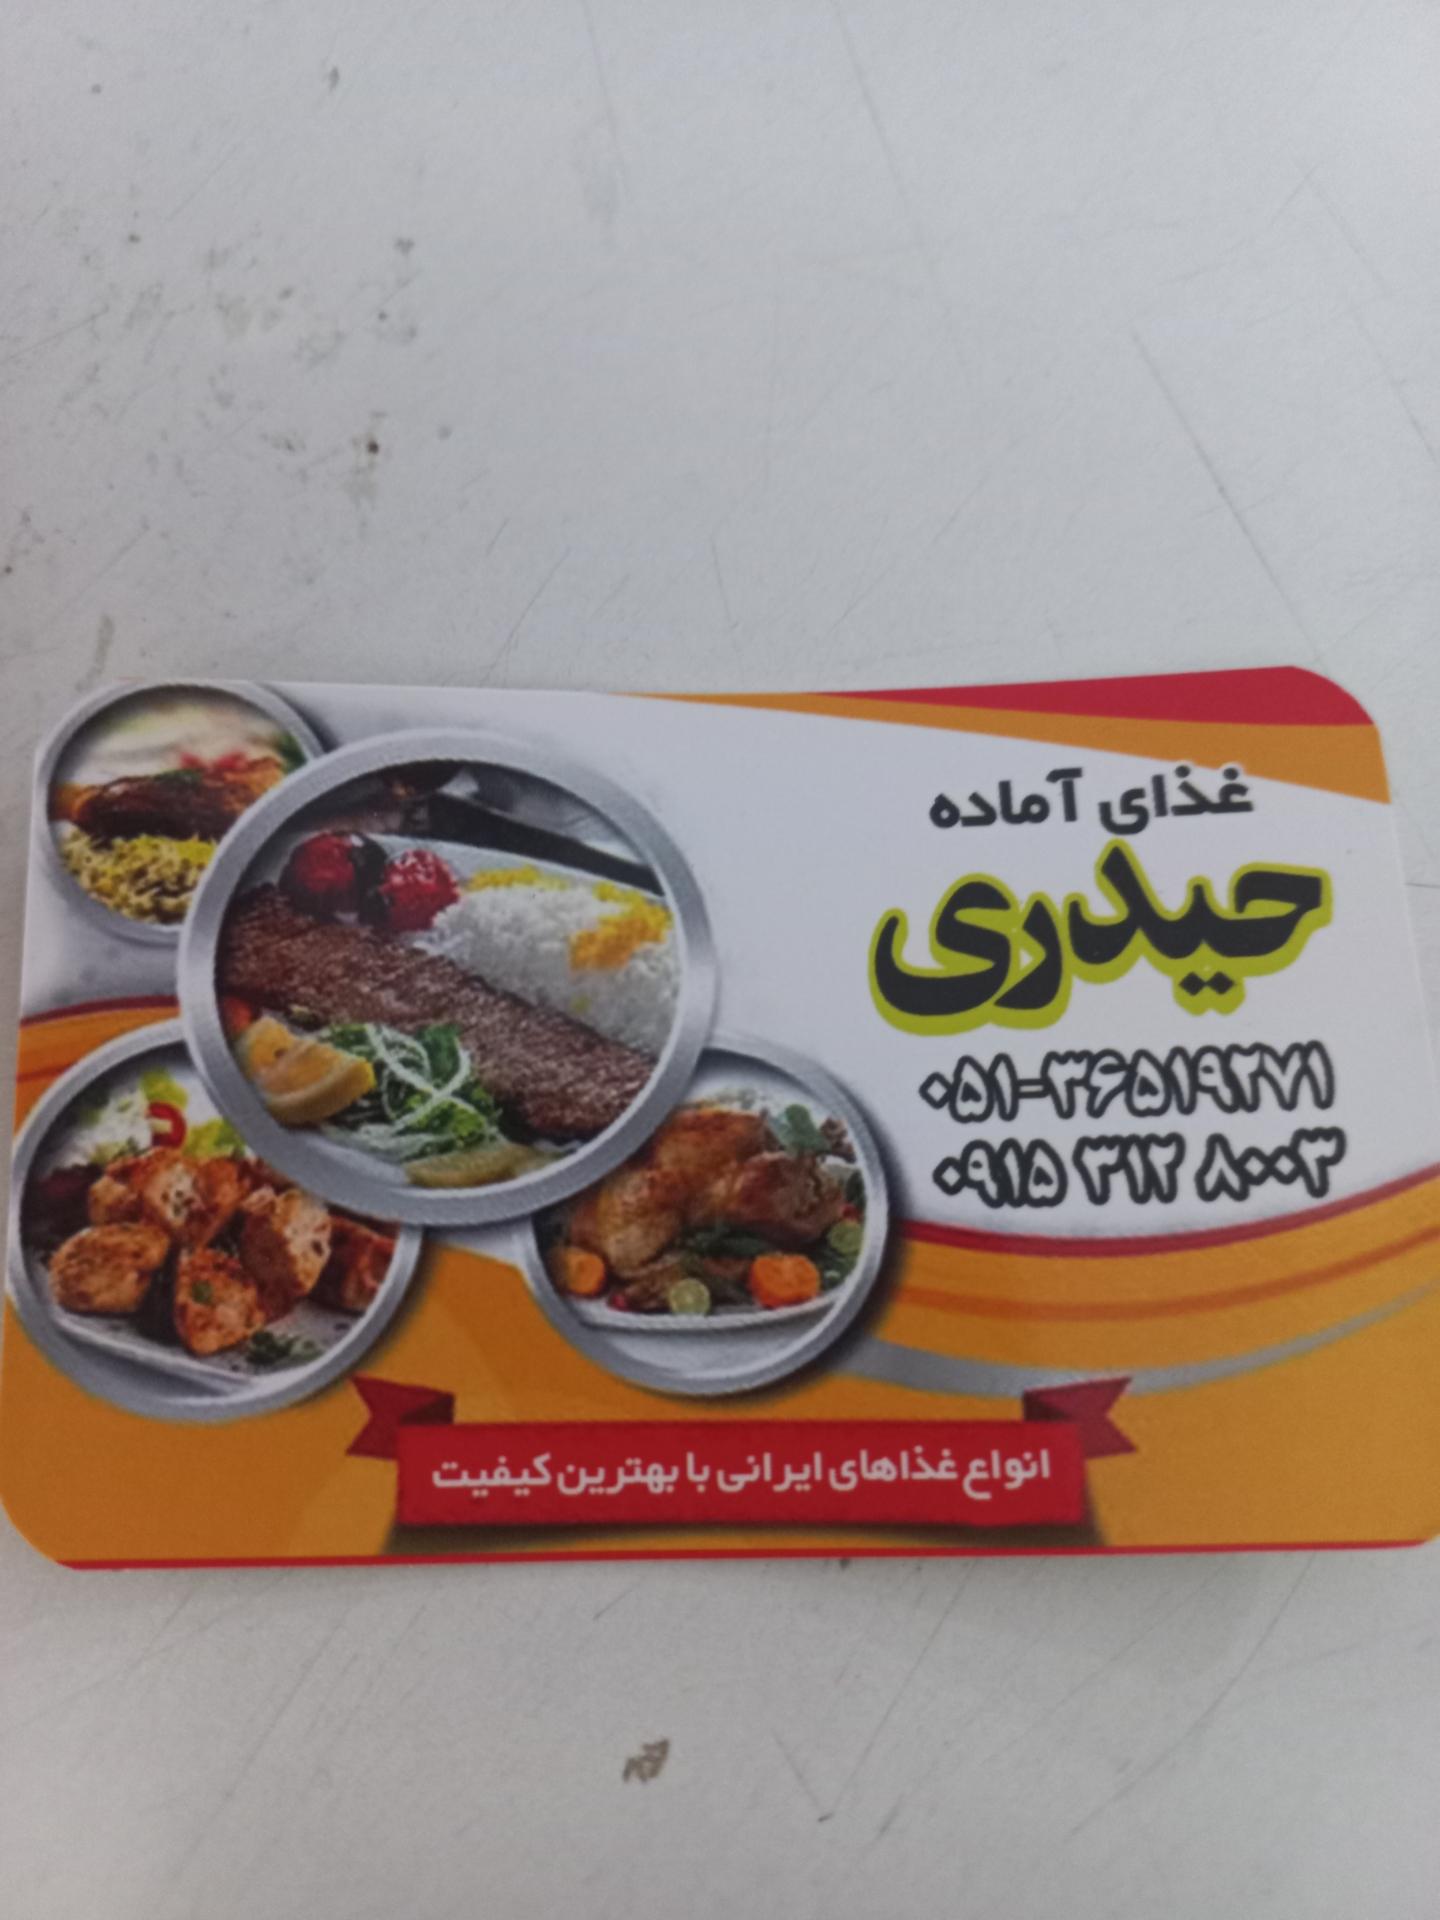 غذای آماده
حیدری
۰۵۱-۳۶۵۱۹۲۷۱
۰۹۱۵ ۳۱۲ ۸۰۰۳
انواع غذاهای ایرانی با بهترین کیفیت